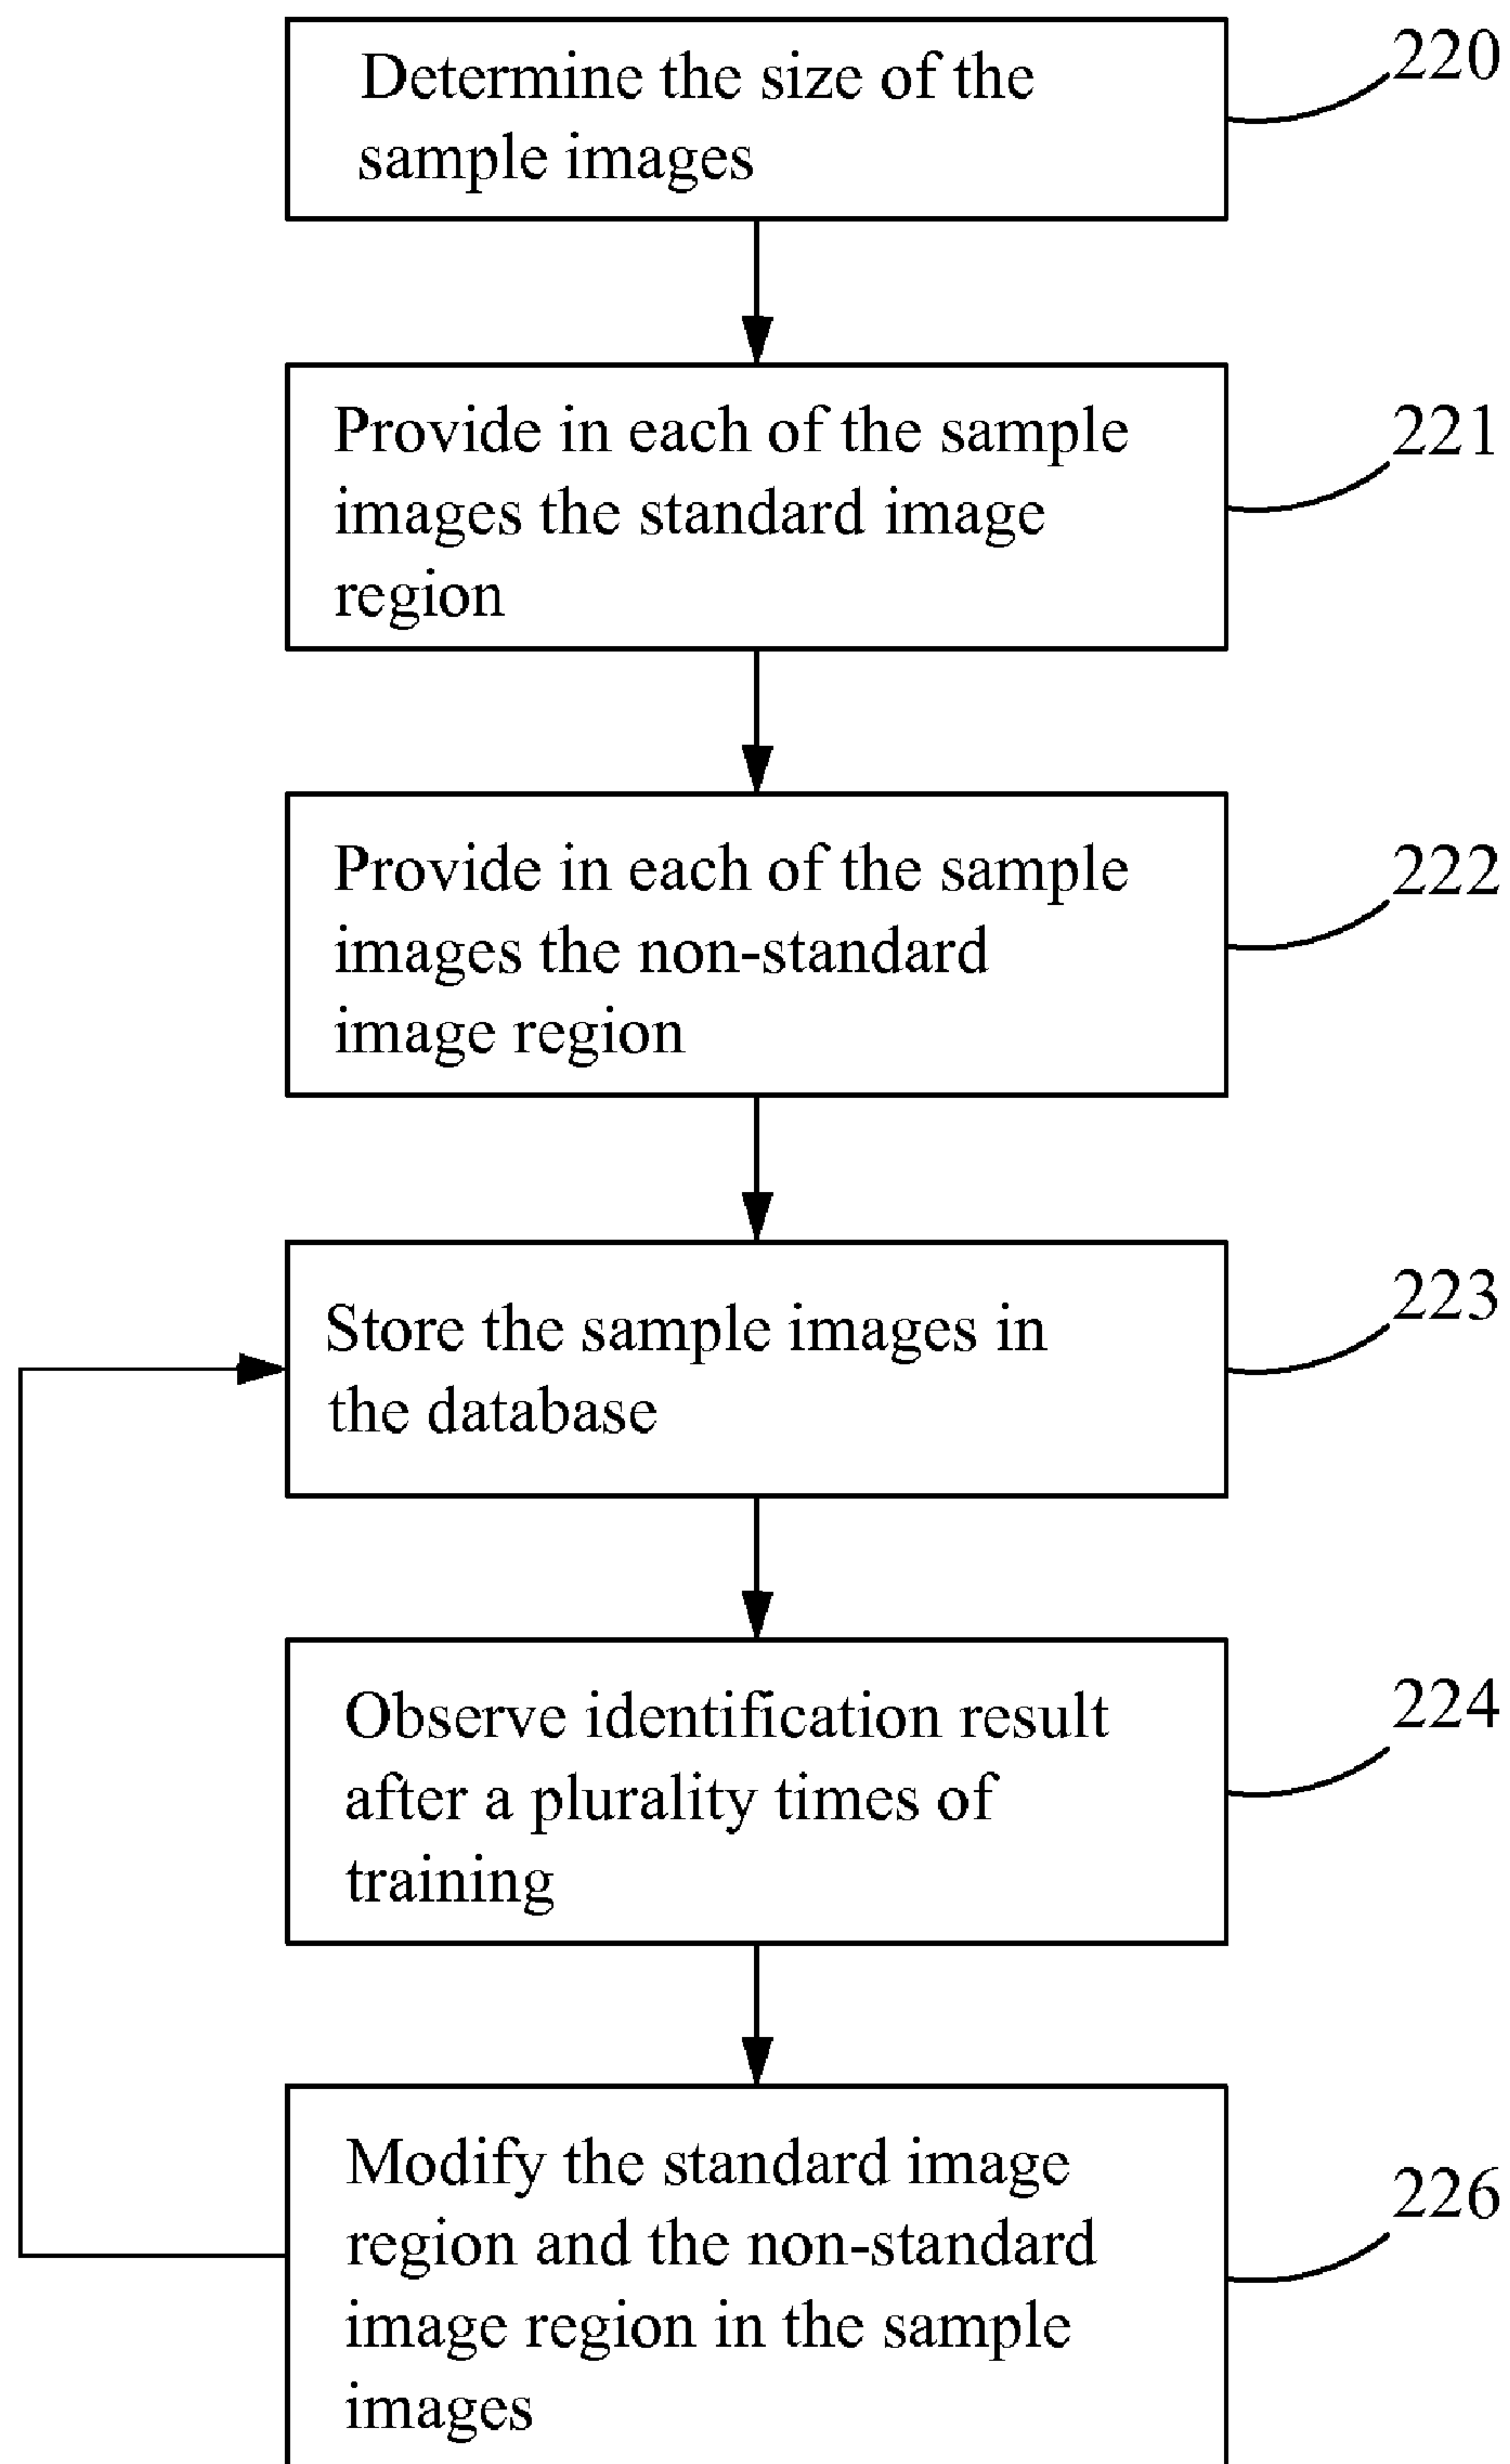 Determine the size of the
sample images
220
Provide in each of the sample
images the standard image
region
221
Provide in each of the sample
images the non-standard
image region
222
Store the sample images in
the database
223
Observe identification result
after a plurality times of
training
224
Modify the standard image
region and the non-standard
image region in the sample
images
226